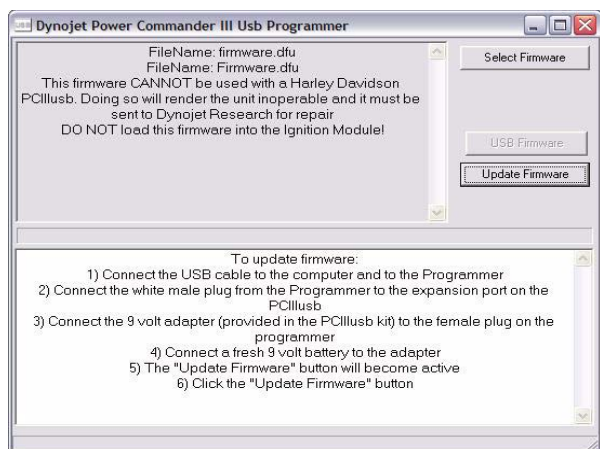 Dynojet Power Commander III Usb Programmer
FileName: firmware.dfu
FileName: Firmware.dfu
This firmware CANNOT be used with a Harley Davidson
PCIIIusb. Doing so will render the unit inoperable and it must be
sent to Dynojet Research for repair
DO NOT load this firmware into the Ignition Module!
Select Firmware
USB Firmware
Update Firmware
To update firmware:
1) Connect the USB cable to the computer and to the Programmer
2) Connect the white male plug from the Programmer to the expansion port on the
PCIIIusb
3) Connect the 9 volt adapter (provided in the PCIIIusb kit) to the female plug on the
programmer
4) Connect a fresh 9 volt battery to the adapter
5) The "Update Firmware" button will become active
6) Click the "Update Firmware" button